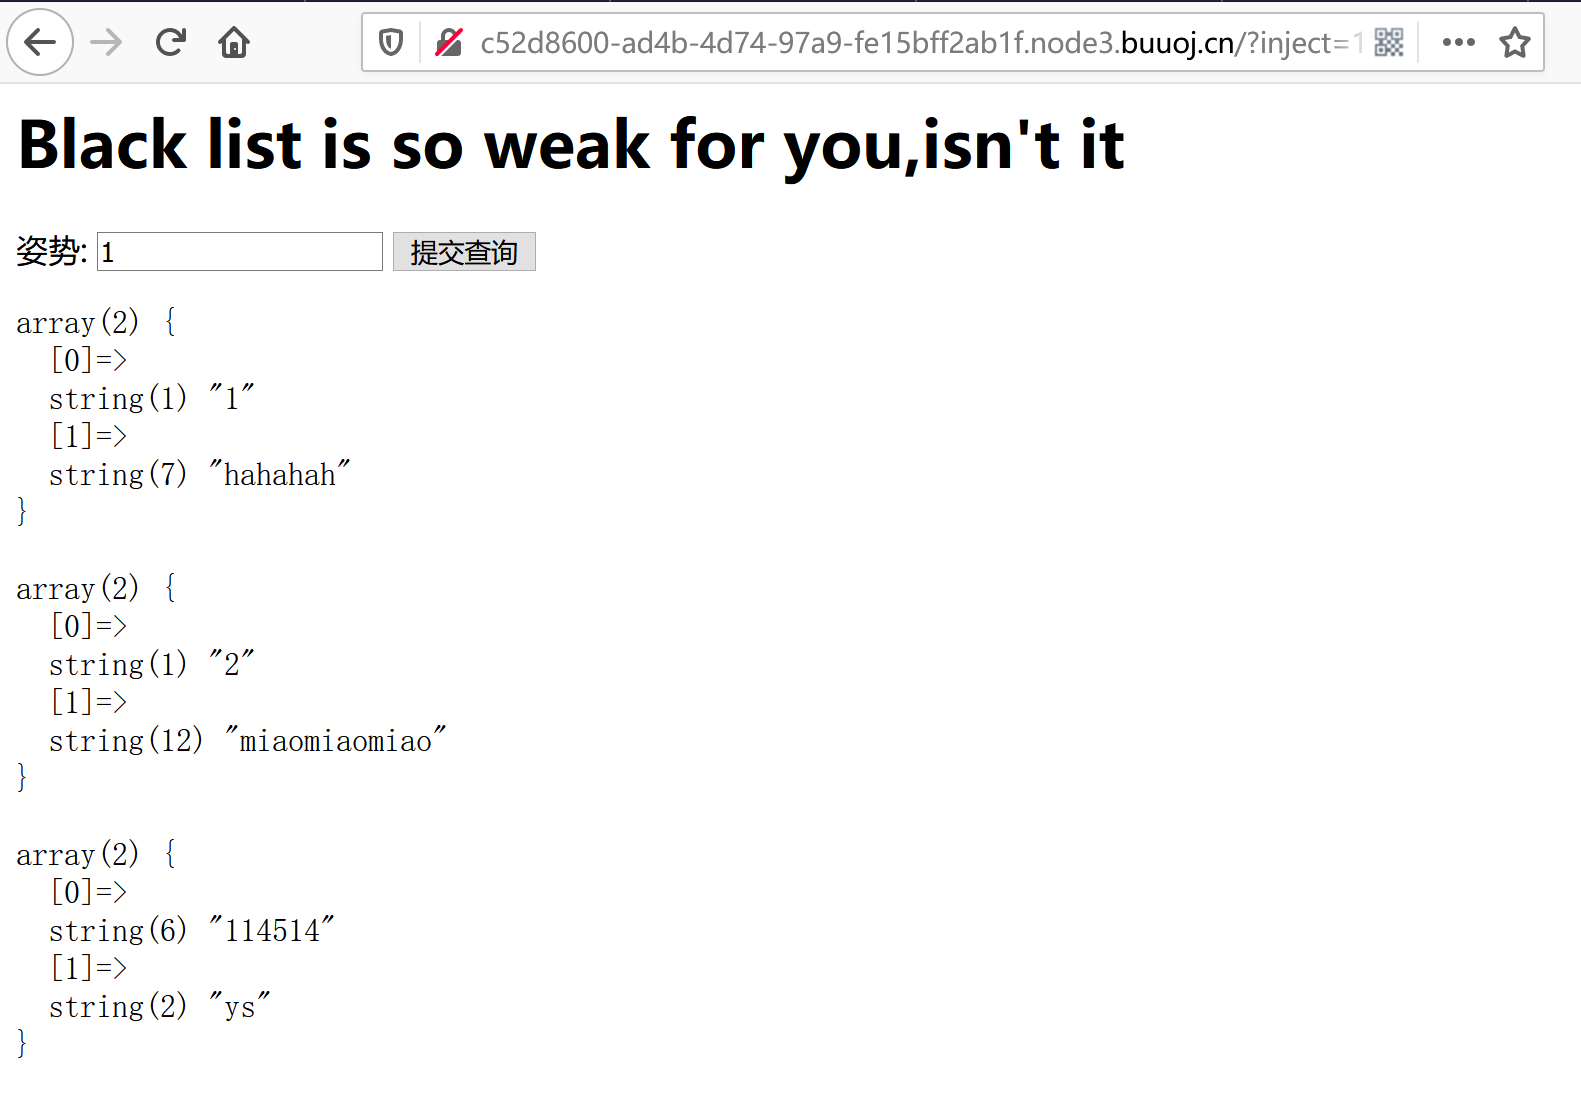 c52d8600-ad4b-4d74-97a9-fe15bff2ab1f.node3.buuoj.cn/?inject=1
Black list is so weak for you,isn't it
姿势: 1 提交查询
array(2) {
  [0]=>
  string(1) "1"
  [1]=>
  string(7) "hahahah"
}
array(2) {
  [0]=>
  string(1) "2"
  [1]=>
  string(12) "miaomiaomiao"
}
array(2) {
  [0]=>
  string(6) "114514"
  [1]=>
  string(2) "ys"
}